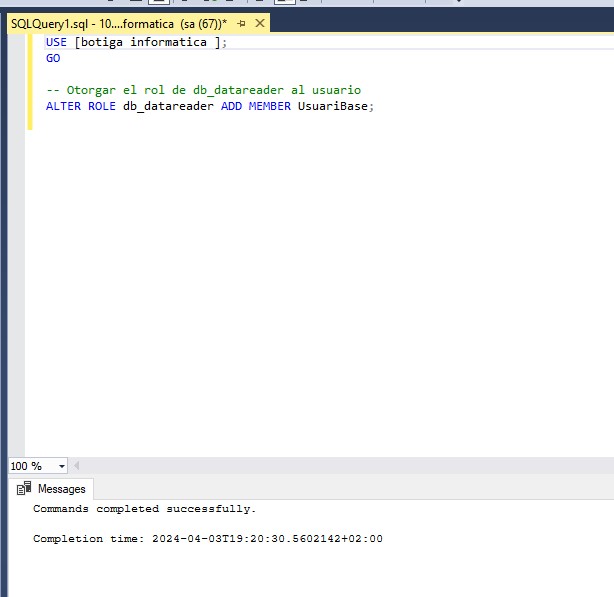 SQLQuery1.sql - 10....formatica (sa (67))*
USE [botiga informatica ];
GO
-- Otorgar el rol de db_datareader al usuario
ALTER ROLE db_datareader ADD MEMBER UsuariBase;
100 %
Messages
Commands completed successfully.
Completion time: 2024-04-03T19:20:30.5602142+02:00